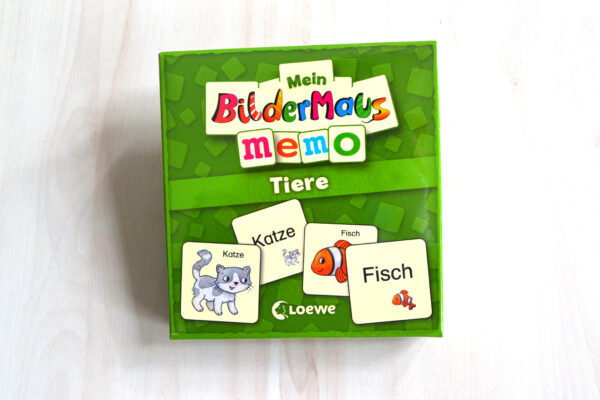 Mein
BilderMaus
memo
Tiere
Katze
Katze
Fisch
Fisch
Loewe